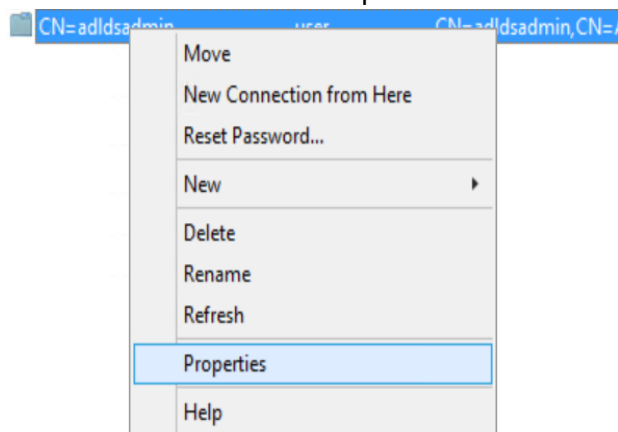 CN=adldsadmin user CN=adldsadmin,CN=
Move
New Connection from Here
Reset Password...
New
Delete
Rename
Refresh
Properties
Help